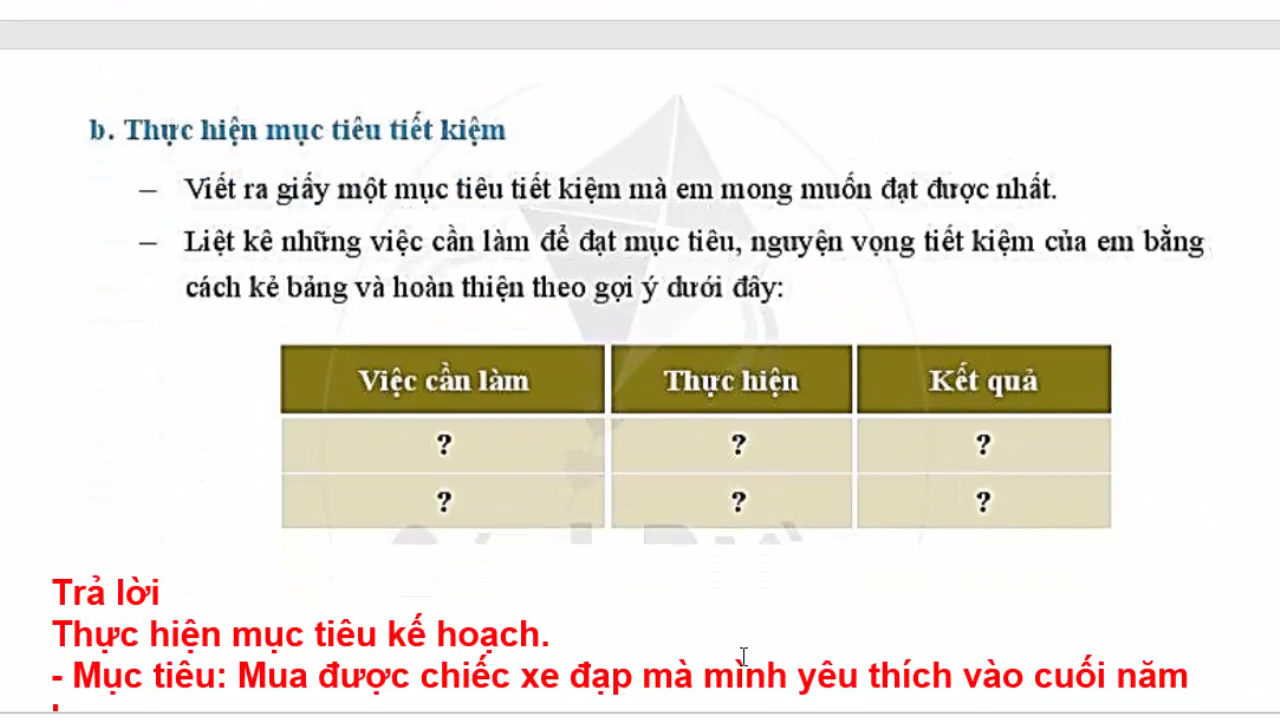 b. Thực hiện mục tiêu tiết kiệm
– Viết ra giấy một mục tiêu tiết kiệm mà em mong muốn đạt được nhất.
– Liệt kê những việc cần làm để đạt mục tiêu, nguyện vọng tiết kiệm của em bằng
cách kẻ bảng và hoàn thiện theo gợi ý dưới đây:
Việc cần làm Thực hiện Kết quả
? ? ?
? ? ?
Trả lời
Thực hiện mục tiêu kế hoạch.
- Mục tiêu: Mua được chiếc xe đạp mà mình yêu thích vào cuối năm